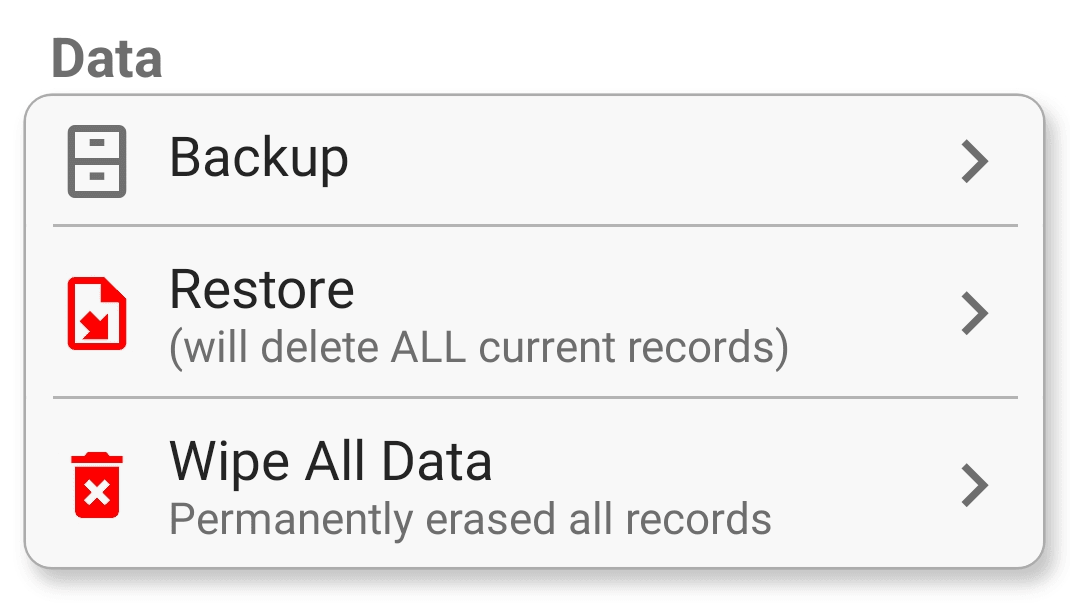 Data
Backup
Restore
(will delete ALL current records)
Wipe All Data
Permanently erased all records